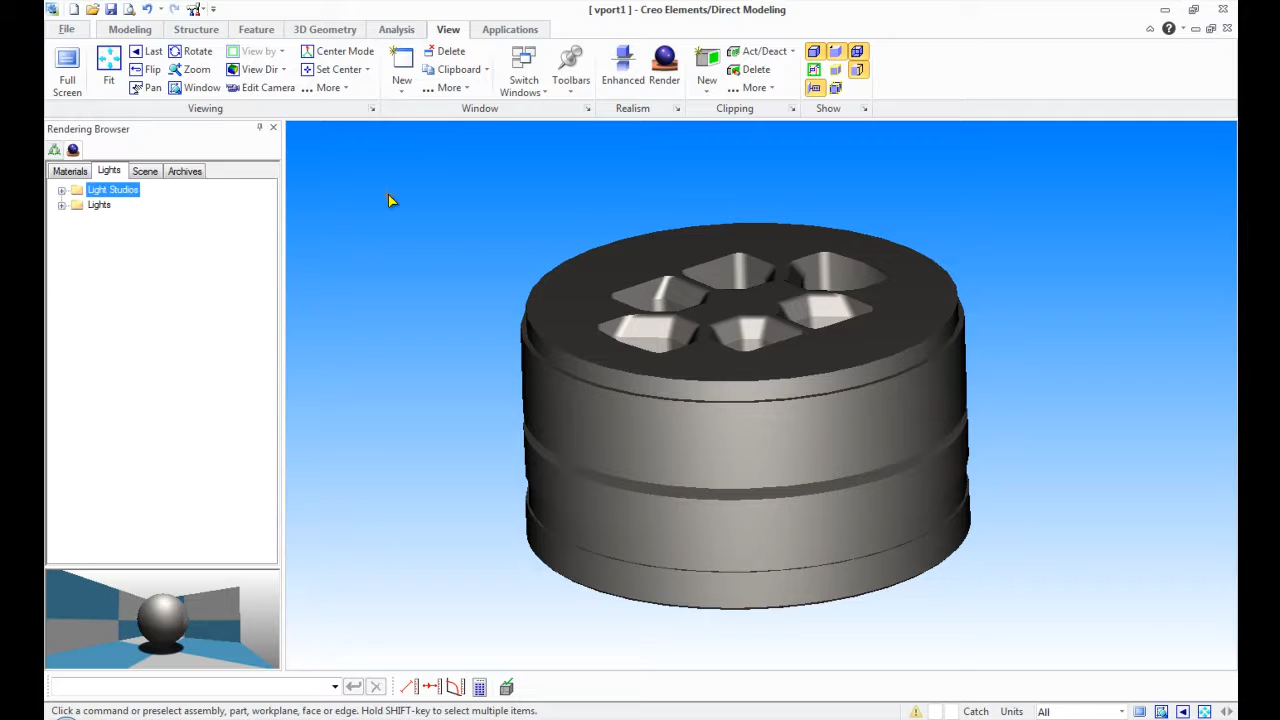 [ vport1 ] - Creo Elements/Direct Modeling
File Modeling Structure Feature 3D Geometry Analysis View Applications
Last Rotate View by Center Mode Delete Act/Deact
Full Screen Fit Flip Zoom View Dir Set Center New Clipboard Switch Windows Toolbars Enhanced Render New Delete
Pan Window Edit Camera More More More
Viewing Window Realism Clipping Show
Rendering Browser
Materials Lights Scene Archives
Light Studios
Lights
Click a command or preselect assembly, part, workplane, face or edge. Hold SHIFT-key to select multiple items. Catch Units All